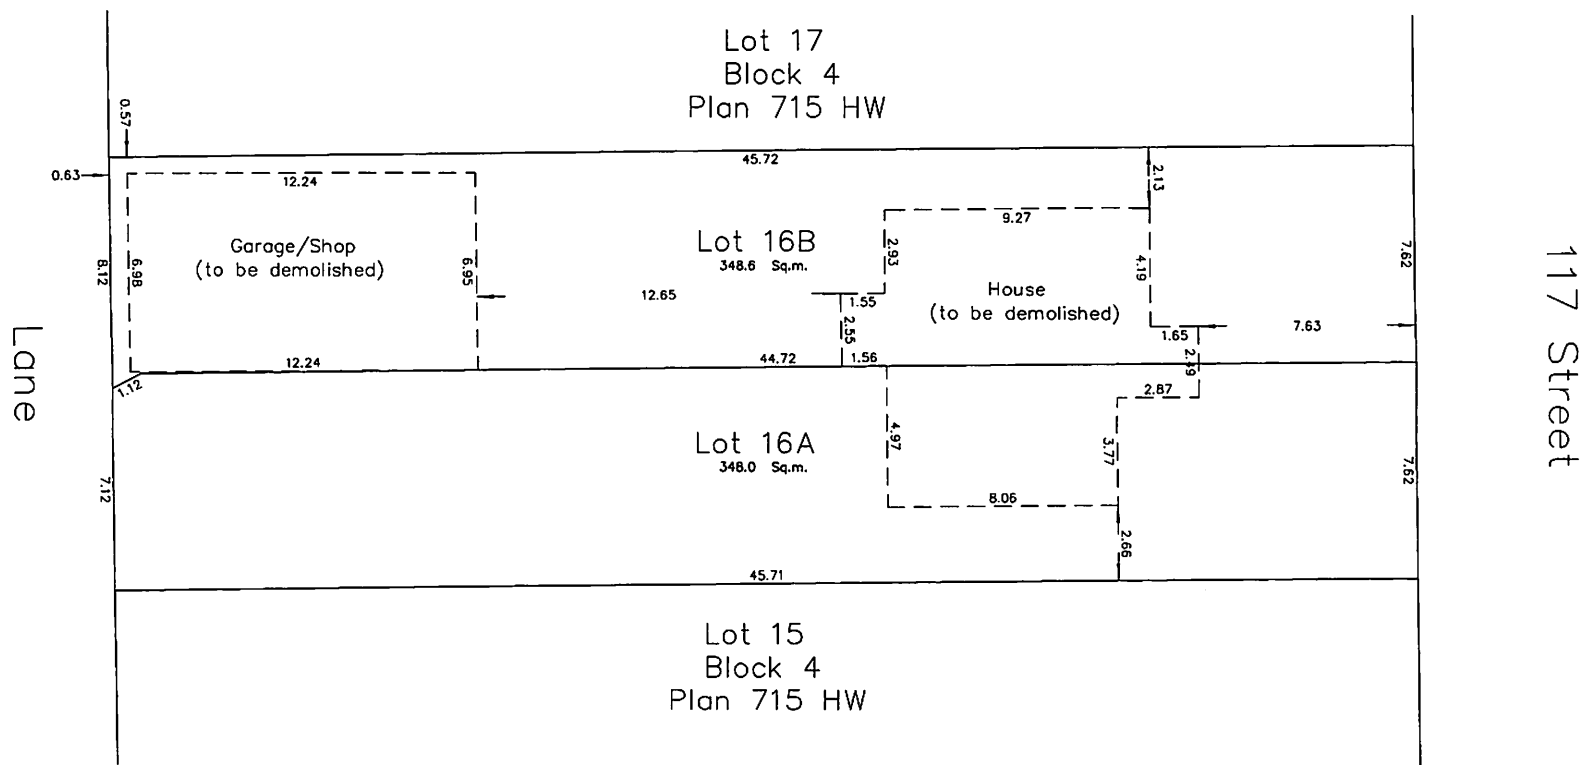 Lot 17
Block 4
Plan 715 HW
0.57
45.72
0.63
12.24
2.13
9.27
Lot 16B
348.6 Sq.m.
Garage/Shop
(to be demolished)
8.12
6.98
6.95
2.93
4.19
7.62
117 Street
House
(to be demolished)
12.65
1.55
2.55
1.65
7.63
Lane
12.24
44.72
1.56
2.49
1.12
2.87
Lot 16A
348.0 Sq.m.
4.97
3.77
7.62
7.12
8.06
2.66
45.71
Lot 15
Block 4
Plan 715 HW